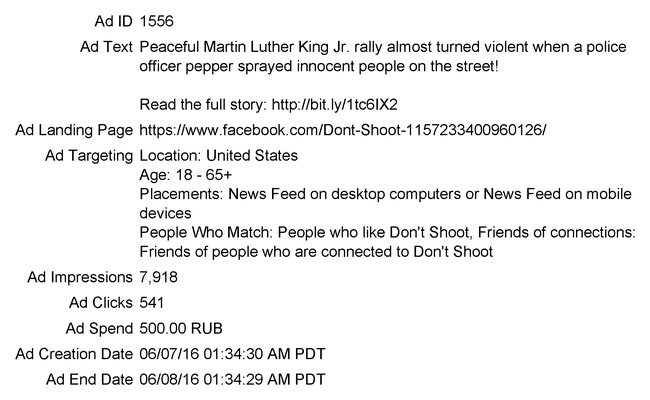 Ad ID 1556
Ad Text Peaceful Martin Luther King Jr. rally almost turned violent when a police
officer pepper sprayed innocent people on the street!
Read the full story: http://bit.ly/1tc6IX2
Ad Landing Page https://www.facebook.com/Dont-Shoot-1157233400960126/
Ad Targeting Location: United States
Age: 18 - 65+
Placements: News Feed on desktop computers or News Feed on mobile
devices
People Who Match: People who like Don't Shoot, Friends of connections:
Friends of people who are connected to Don't Shoot
Ad Impressions 7,918
Ad Clicks 541
Ad Spend 500.00 RUB
Ad Creation Date 06/07/16 01:34:30 AM PDT
Ad End Date 06/08/16 01:34:29 AM PDT